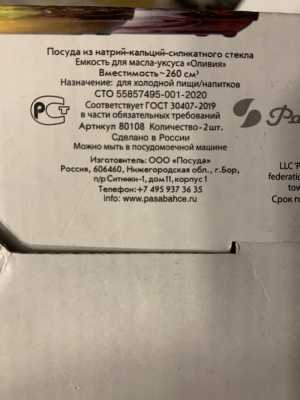 Посуда из натрий-кальций-силикатного стекла
Емкость для масла-уксуса «Оливия»
Вместимость~260 см³
Назначение: для холодной пищи/напитков
СТО 55857495-001-2020
Соответствует ГОСТ 30407-2019
в части обязательных требований
Артикул 80108 Количество-2шт.
Сделано в России
Можно мыть в посудомоечной машине
Изготовитель: ООО «Посуда»
Россия, 606460, Нижегородская обл., г.Бор,
п/р Ситники-1, дом11, корпус 1
Телефон:+7 495 937 36 35
info: www.pasabahce.ru
РСТ
Pa
LLC "P
federatio
tow
Срок г